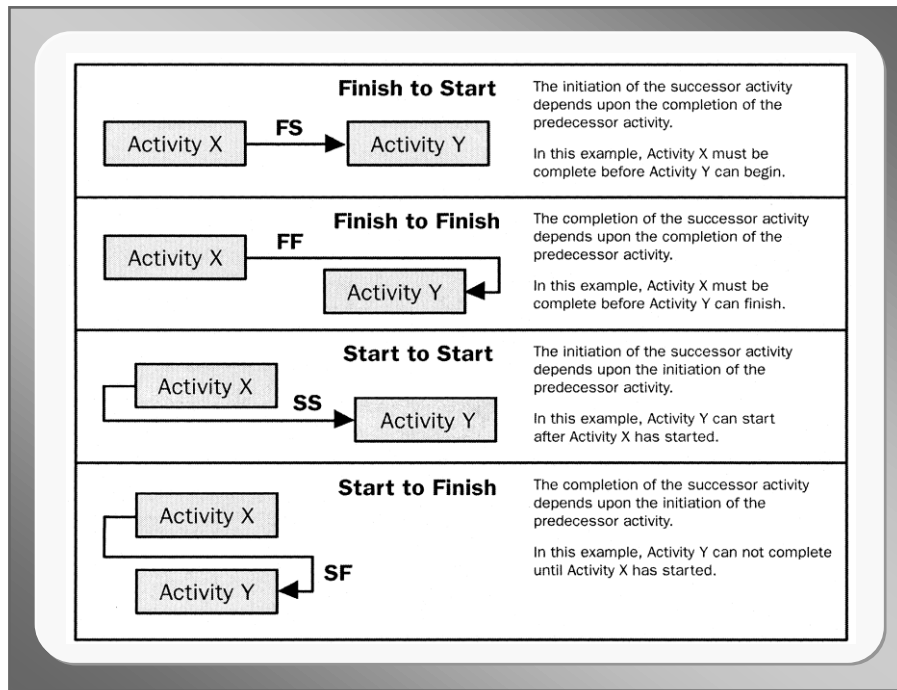 Finish to Start
Activity X
FS
Activity Y
The initiation of the successor activity
depends upon the completion of the
predecessor activity.
In this example, Activity X must be
complete before Activity Y can begin.
Finish to Finish
Activity X
FF
Activity Y
The completion of the successor activity
depends upon the completion of the
predecessor activity.
In this example, Activity X must be
complete before Activity Y can finish.
Start to Start
Activity X
SS
Activity Y
The initiation of the successor activity
depends upon the initiation of the
predecessor activity.
In this example, Activity Y can start
after Activity X has started.
Start to Finish
Activity X
SF
Activity Y
The completion of the successor activity
depends upon the initiation of the
predecessor activity.
In this example, Activity Y can not complete
until Activity X has started.